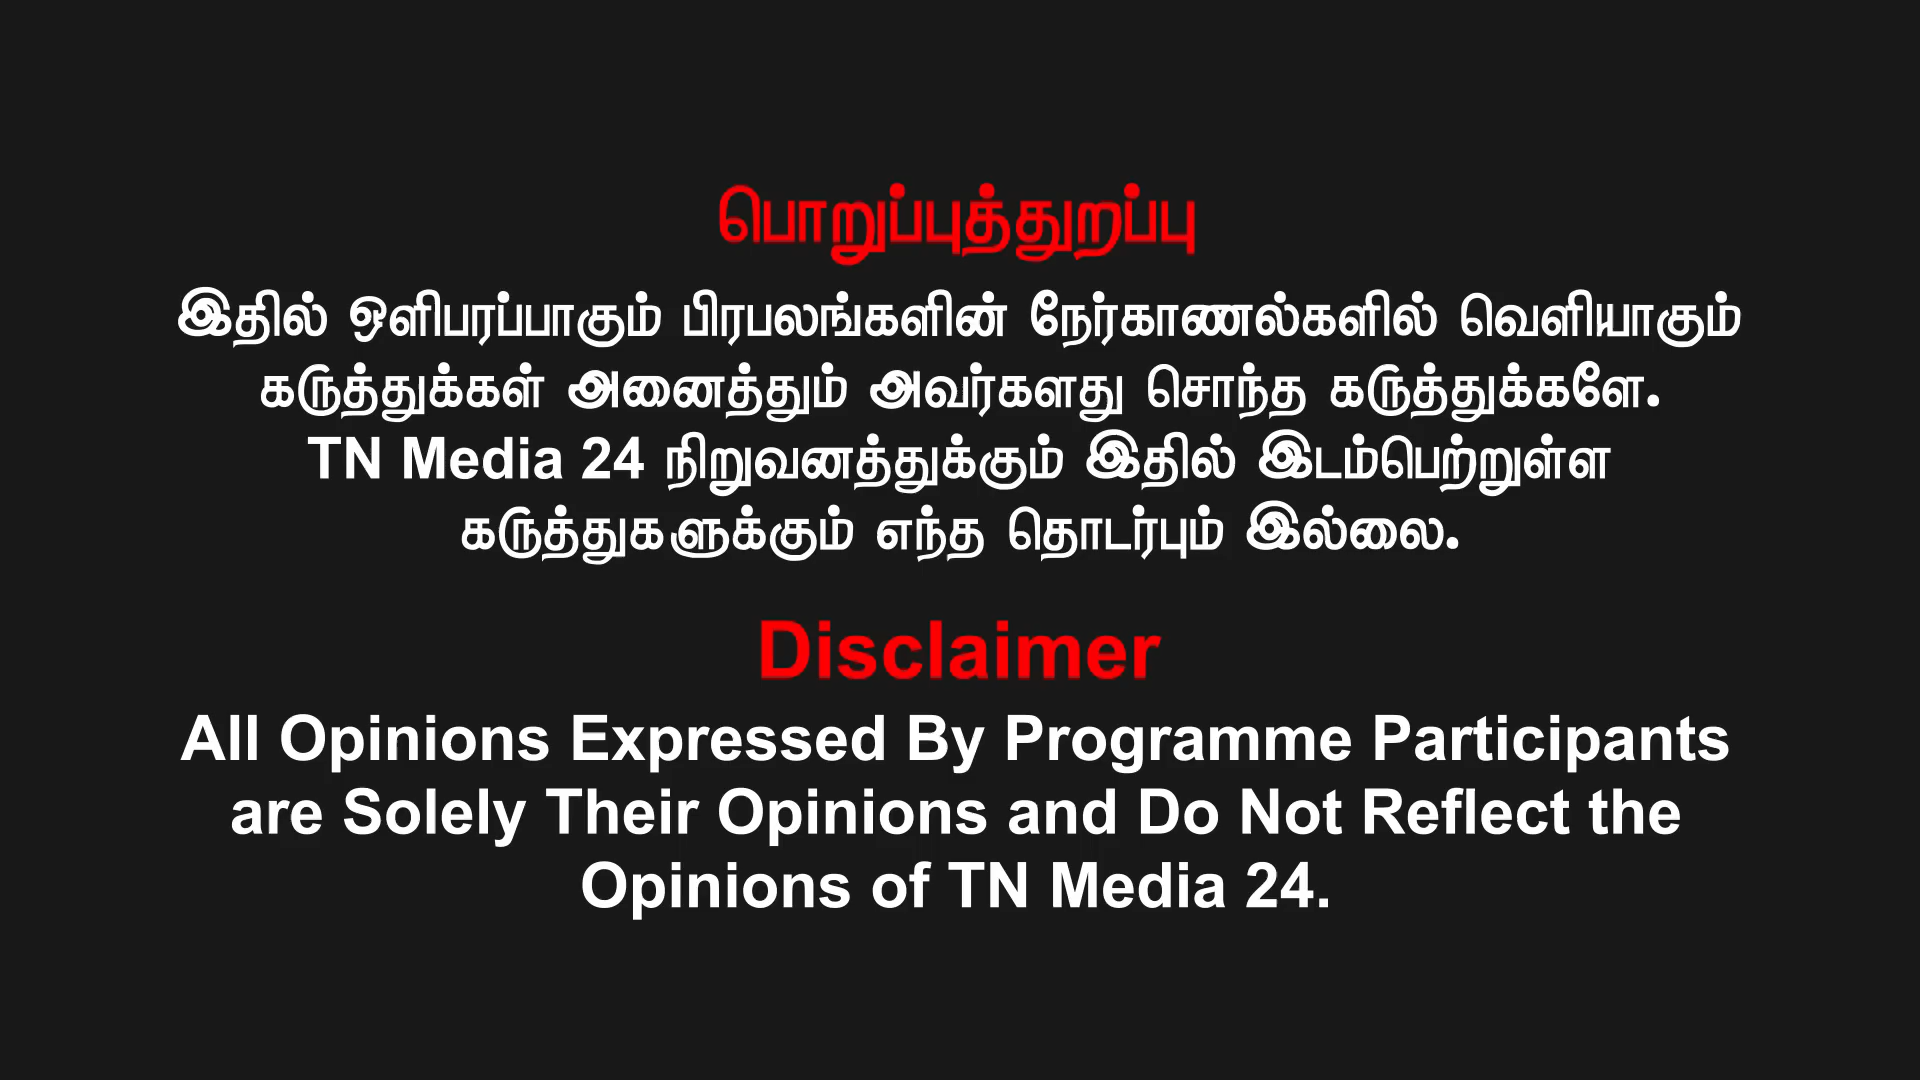 பொறுப்புத்துறப்பு
இதில் ஒளிபரப்பாகும் பிரபலங்களின் நேர்காணல்களில் வெளியாகும்
கருத்துக்கள் அனைத்தும் அவர்களது சொந்த கருத்துக்களே.
TN Media 24 நிறுவனத்துக்கும் இதில் இடம்பெற்றுள்ள
கருத்துகளுக்கும் எந்த தொடர்பும் இல்லை.
Disclaimer
All Opinions Expressed By Programme Participants
are Solely Their Opinions and Do Not Reflect the
Opinions of TN Media 24.